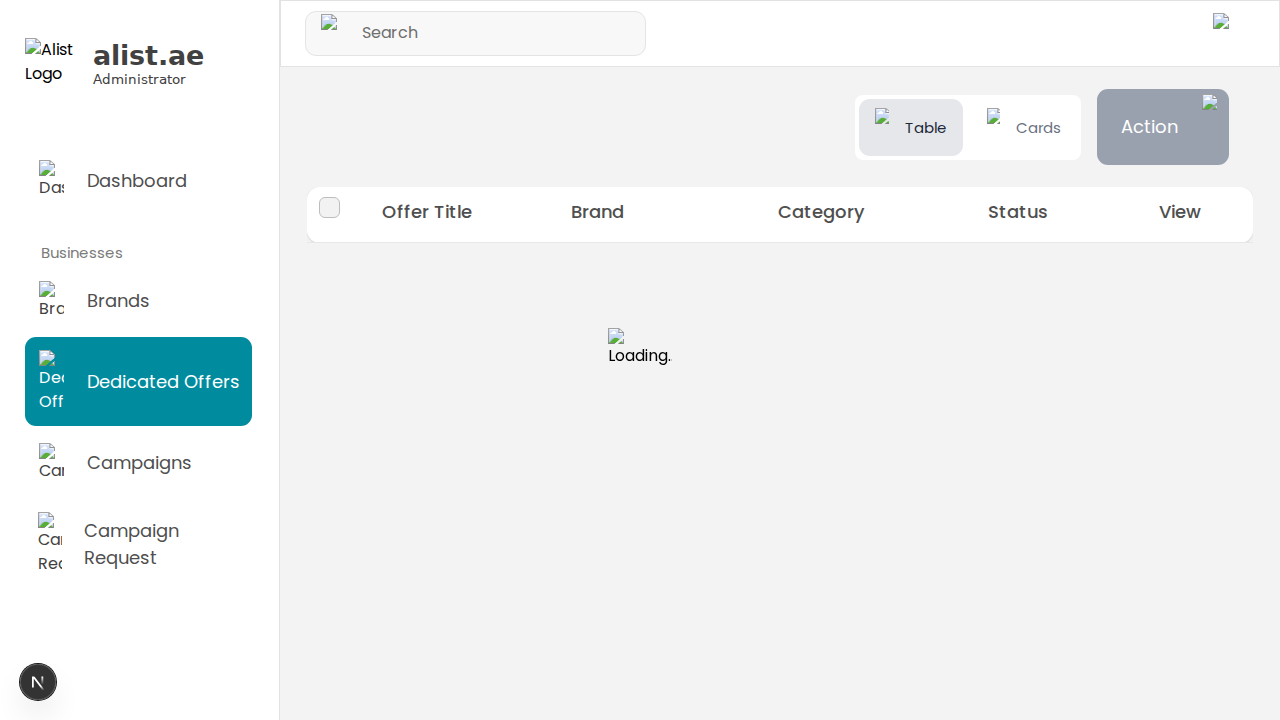 Alist
Logo
alist.ae
Administrator
Search
Das
Dashboard
Businesses
Bra
Brands
Dec
Off
Dedicated Offers
Car
Campaigns
Car
Rec
Campaign
Request
Table
Cards
Action
Offer Title
Brand
Category
Status
View
Loading..
N